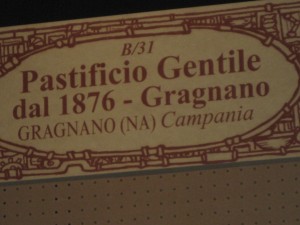 B/31
Pastificio Gentile
dal 1876 - Gragnano
GRAGNANO (NA) Campania